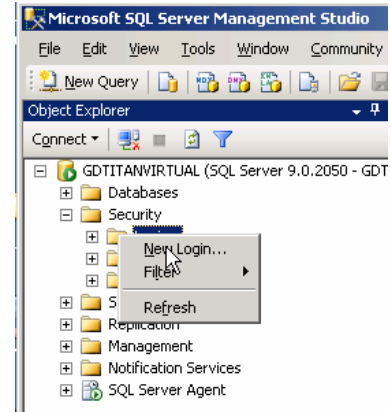 Microsoft SQL Server Management Studio
File Edit View Tools Window Community
New Query
Object Explorer
Connect
GDTITANVIRTUAL (SQL Server 9.0.2050 - GDT
Databases
Security
New Login...
Filter
S
Refresh
Replication
Management
Notification Services
SQL Server Agent